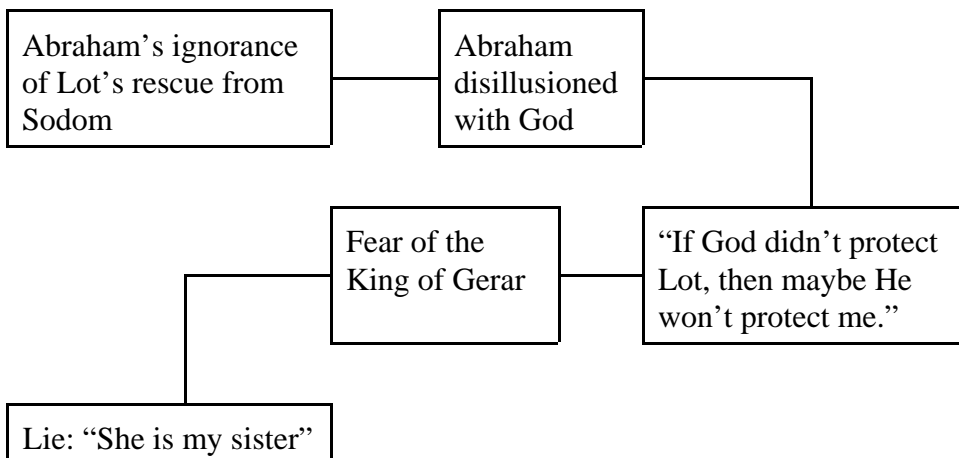 Abraham’s ignorance
of Lot’s rescue from
Sodom
Abraham
disillusioned
with God
“If God didn’t protect
Lot, then maybe He
won’t protect me.”
Fear of the
King of Gerar
Lie: “She is my sister”